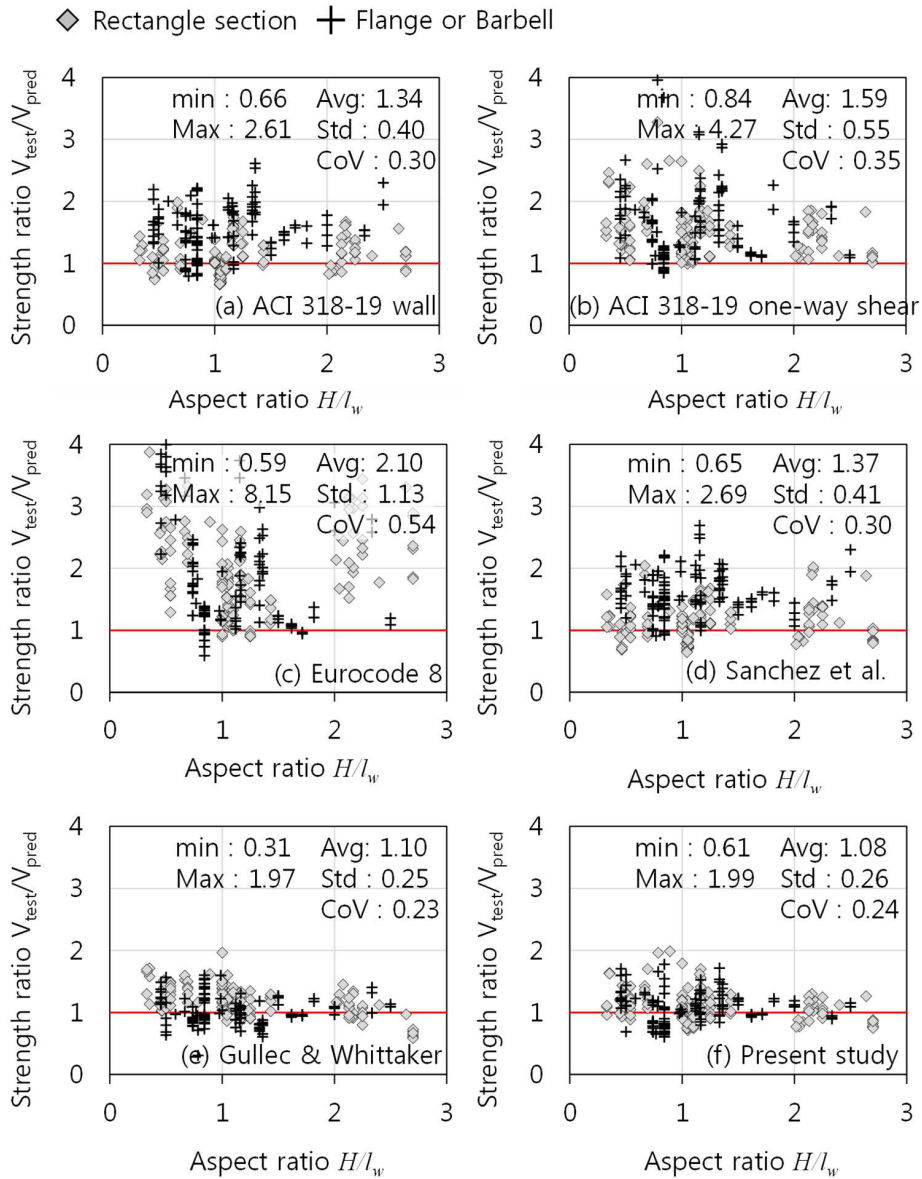 Rectangle section Flange or Barbell
4
3
2
1
0
Strength ratio Vtest/Vpred
min : 0.66 Avg: 1.34
Max : 2.61 Std : 0.40
CoV : 0.30
(a) ACI 318-19 wall
0 1 2 3
Aspect ratio H/lw
4
3
2
1
0
Strength ratio Vtest/Vpred
min : 0.84 Avg: 1.59
Max : 4.27 Std : 0.55
CoV : 0.35
(b) ACI 318-19 one-way shear
0 1 2 3
Aspect ratio H/lw
4
3
2
1
0
Strength ratio Vtest/Vpred
min : 0.59 Avg: 2.10
Max : 8.15 Std : 1.13
CoV : 0.54
(c) Eurocode 8
0 1 2 3
Aspect ratio H/lw
4
3
2
1
0
Strength ratio Vtest/Vpred
min : 0.65 Avg: 1.37
Max : 2.69 Std : 0.41
CoV : 0.30
(d) Sanchez et al.
0 1 2 3
Aspect ratio H/lw
4
3
2
1
0
Strength ratio Vtest/Vpred
min : 0.31 Avg: 1.10
Max : 1.97 Std : 0.25
CoV : 0.23
(e) Gullec & Whittaker
0 1 2 3
Aspect ratio H/lw
4
3
2
1
0
Strength ratio Vtest/Vpred
min : 0.61 Avg: 1.08
Max : 1.99 Std : 0.26
CoV : 0.24
(f) Present study
0 1 2 3
Aspect ratio H/lw